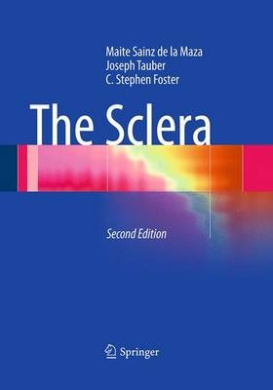 Maite Sainz de la Maza
Joseph Tauber
C. Stephen Foster
The Sclera
Second Edition
Springer